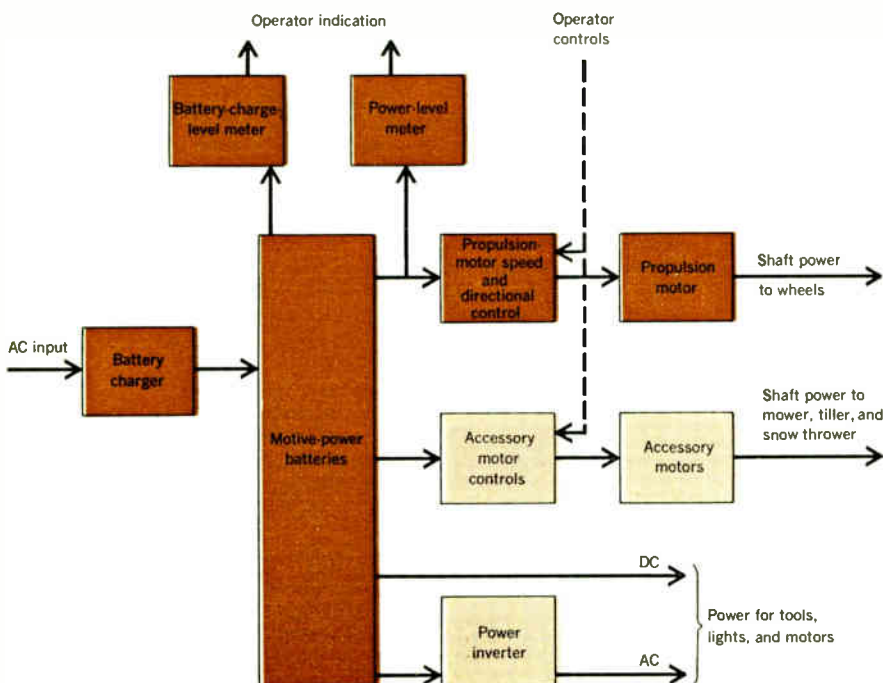 Operator indication
Operator
controls
Battery-charge-
level meter
Power-level
meter
Propulsion-
motor speed
and
directional
control
Propulsion
motor
Shaft power
to wheels
AC input
Battery
charger
Motive-power
batteries
Accessory
motor
controls
Accessory
motors
Shaft power to
mower, tiller, and
snow thrower
DC
Power
inverter
AC
Power for tools,
lights, and motors